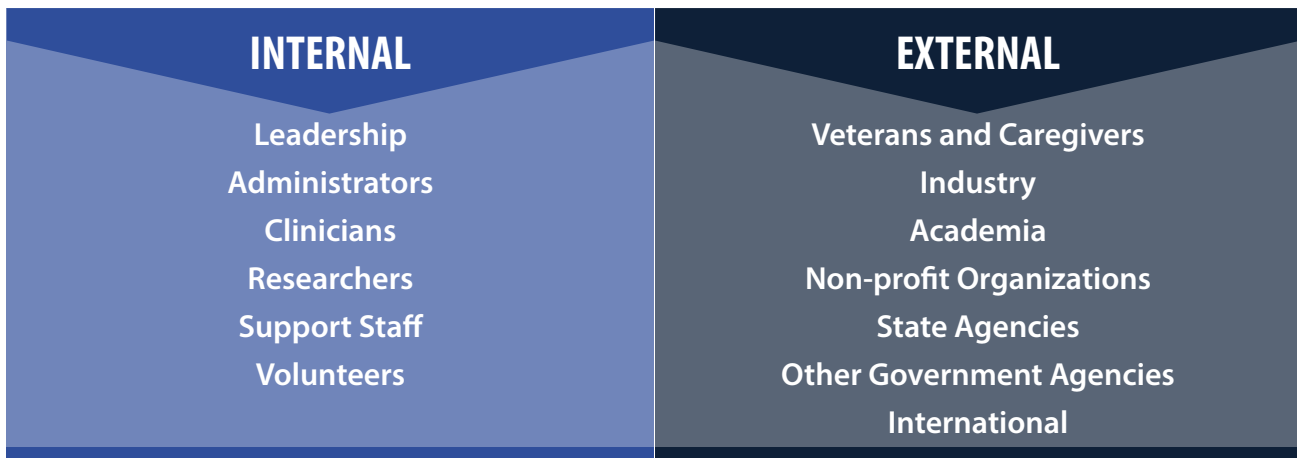 INTERNAL
Leadership
Administrators
Clinicians
Researchers
Support Staff
Volunteers
EXTERNAL
Veterans and Caregivers
Industry
Academia
Non-profit Organizations
State Agencies
Other Government Agencies
International